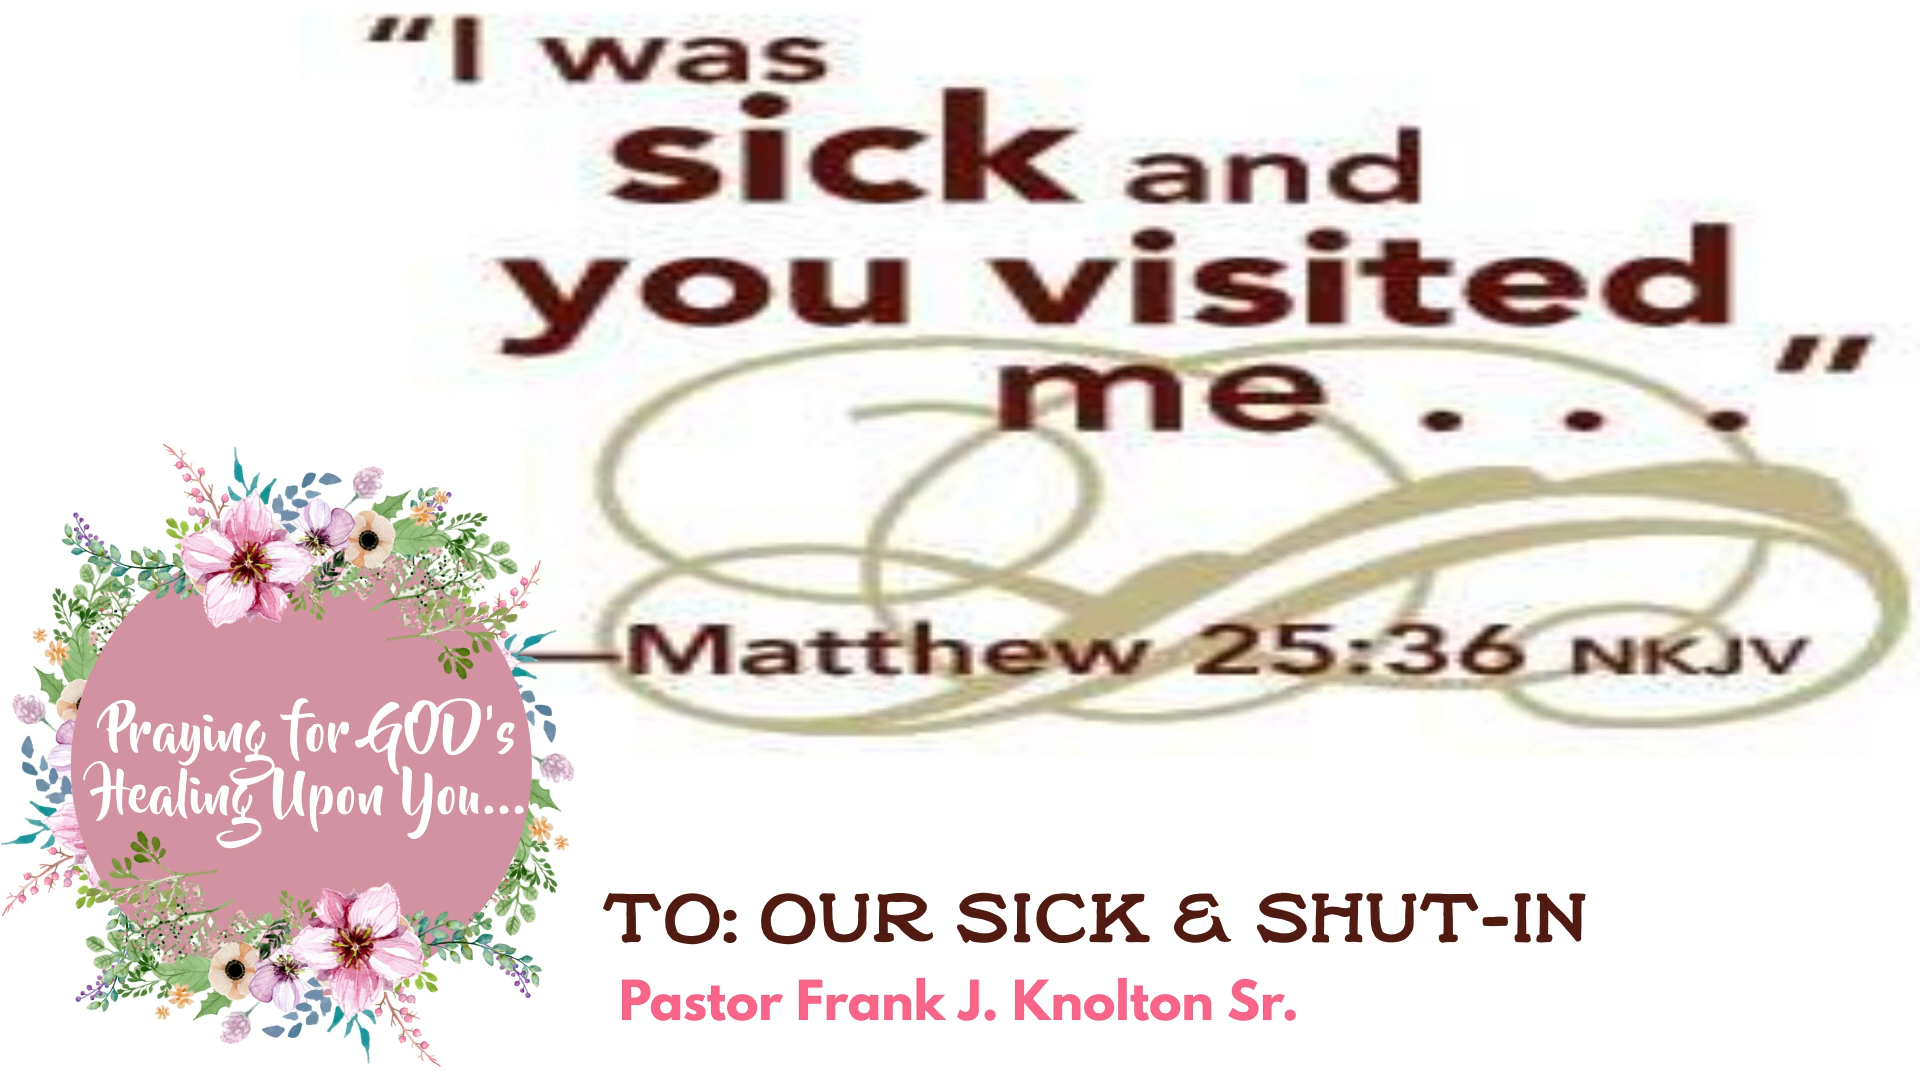 “I was
sick and
you visited
me . . .”
—Matthew 25:36 NKJV
Praying for GOD's
Healing Upon You...
TO: OUR SICK & SHUT-IN
Pastor Frank J. Knolton Sr.